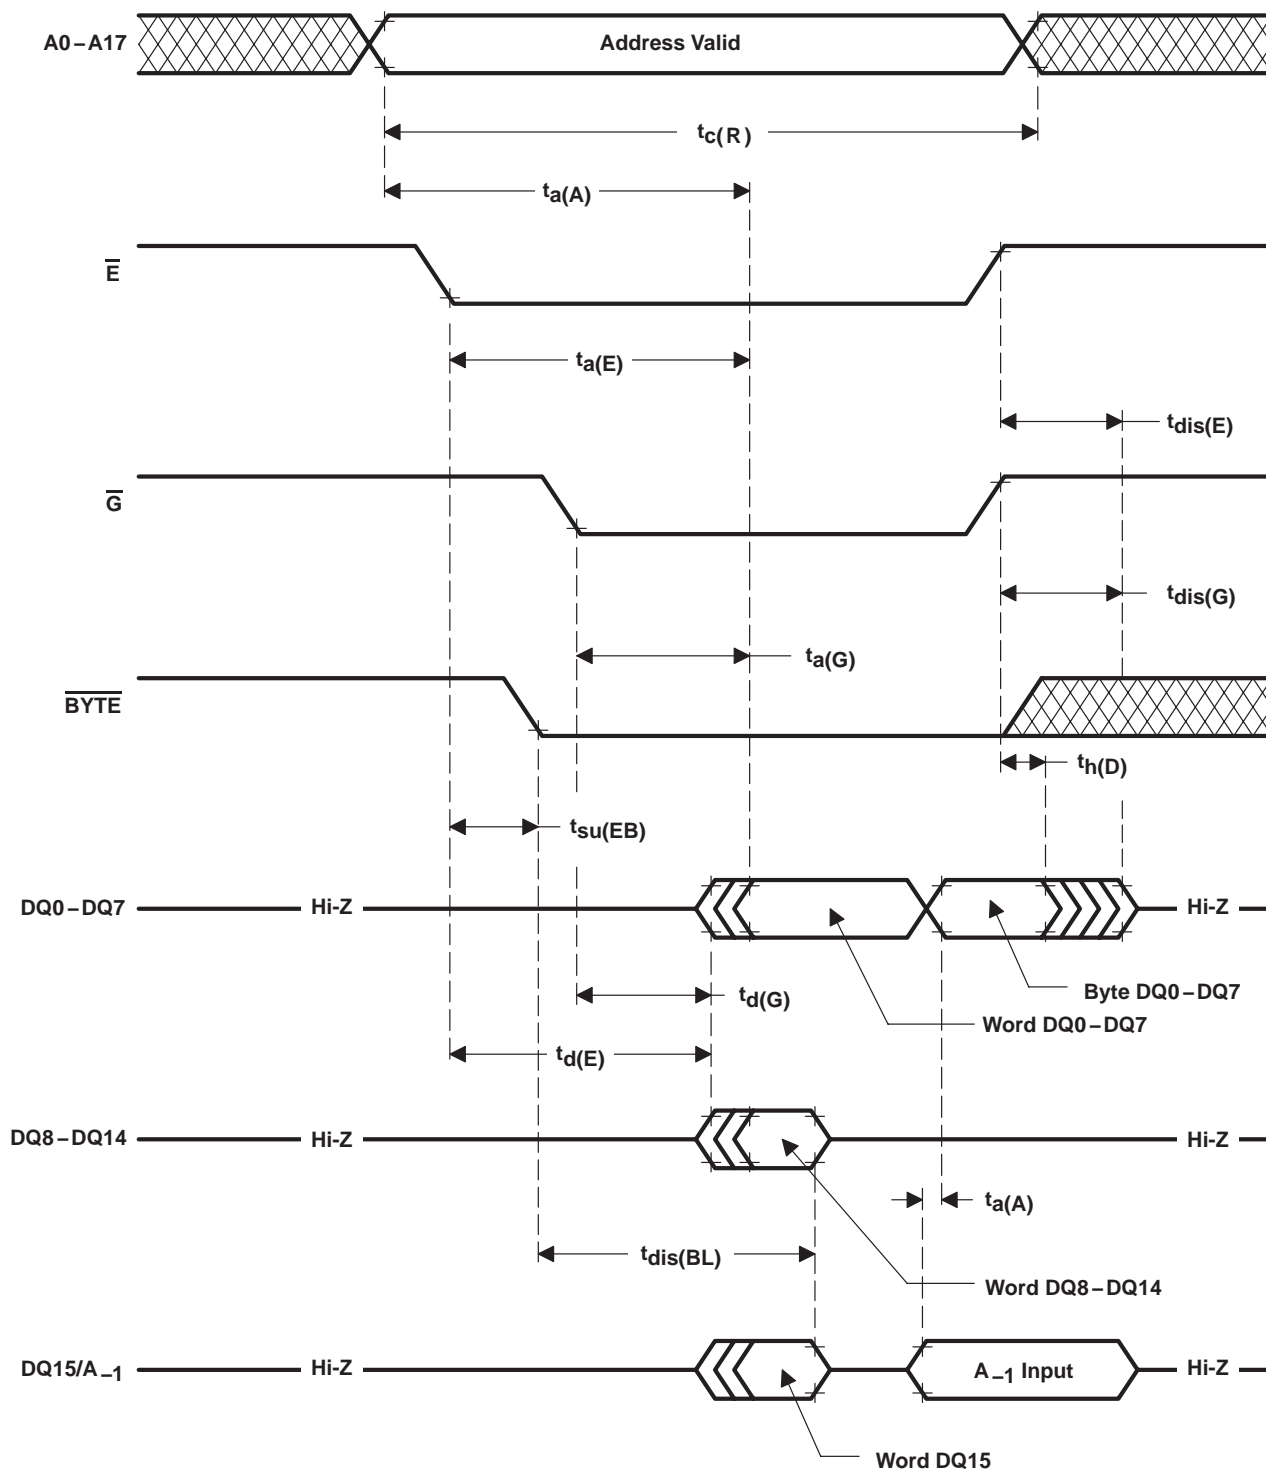 A0–A17
Address Valid
tc(R)
ta(A)
E
ta(E)
tdis(E)
G
tdis(G)
ta(G)
BYTE
th(D)
tsu(EB)
DQ0–DQ7
Hi-Z
Hi-Z
td(G)
Byte DQ0–DQ7
Word DQ0–DQ7
td(E)
DQ8–DQ14
Hi-Z
Hi-Z
ta(A)
tdis(BL)
Word DQ8–DQ14
DQ15/A–1
Hi-Z
A–1 Input
Hi-Z
Word DQ15